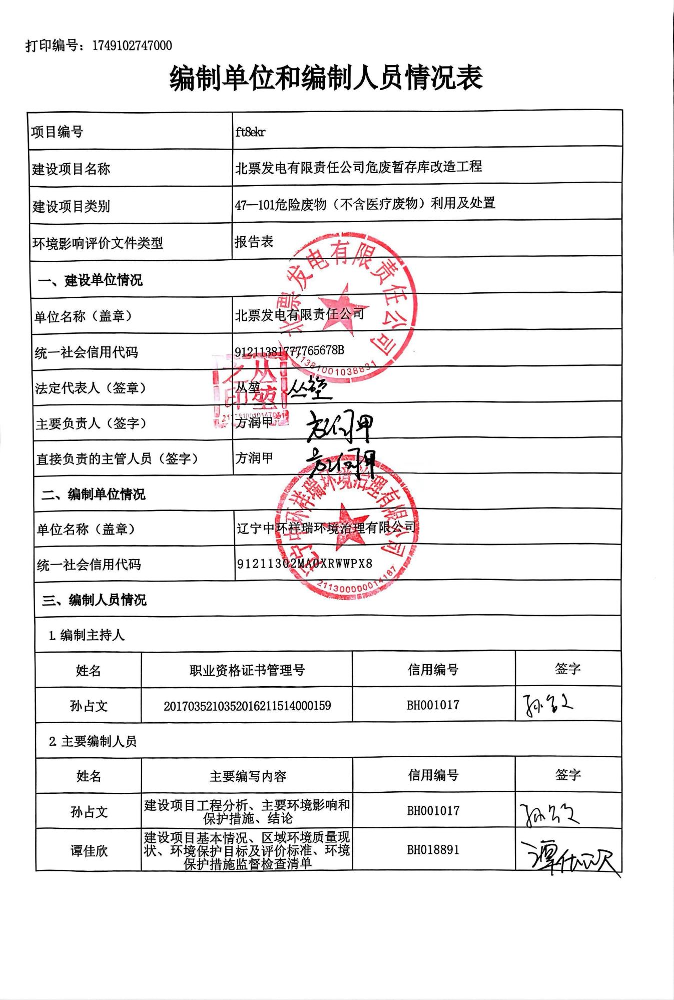 打印编号：1749102747000
编制单位和编制人员情况表
项目编号 ft8ekr
建设项目名称 北票发电有限责任公司危废暂存库改造工程
建设项目类别 47—101危险废物（不含医疗废物）利用及处置
环境影响评价文件类型 报告表
一、建设单位情况
单位名称（盖章） 北票发电有限责任公司
北票发电有限责任公司
统一社会信用代码 91211381777765678B
211381001038831
法定代表人（签章） 丛堃 丛堃
丛堃之印
主要负责人（签字） 方润甲 方润甲
直接负责的主管人员（签字） 方润甲 方润甲
二、编制单位情况
辽宁中环祥瑞环境治理有限公司
单位名称（盖章） 辽宁中环祥瑞环境治理有限公司
统一社会信用代码 91211302MA0XRWWPX8
2113000000014187
三、编制人员情况
1. 编制主持人
姓名 职业资格证书管理号 信用编号 签字
孙占文 2017035210352016211514000159 BH001017 孙占文
2. 主要编制人员
姓名 主要编写内容 信用编号 签字
孙占文 建设项目工程分析、主要环境影响和
保护措施、结论 BH001017 孙占文
谭佳欣 建设项目基本情况、区域环境质量现
状、环境保护目标及评价标准、环境
保护措施监督检查清单 BH018891 谭佳欣